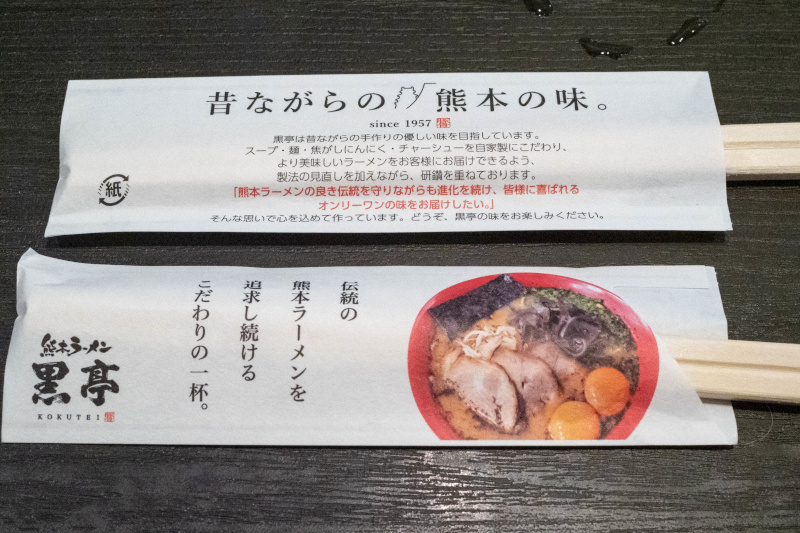 昔ながらの熊本の味。
since 1957
黒亭は昔ながらの手作りの優しい味を目指しています。
スープ・麺・焦がしにんにく・チャーシューを自家製にこだわり、
より美味しいラーメンをお客様にお届けできるよう、
製法の見直しを加えながら、研鑽を重ねております。
「熊本ラーメンの良き伝統を守りながらも進化を続け、皆様に喜ばれる
オンリーワンの味をお届けしたい。」
そんな思いで心を込めて作っています。どうぞ、黒亭の味をお楽しみください。
紙
伝統の
熊本ラーメンを
追求し続ける
こだわりの一杯。
熊本ラーメン
黒亭
KOKUTEI